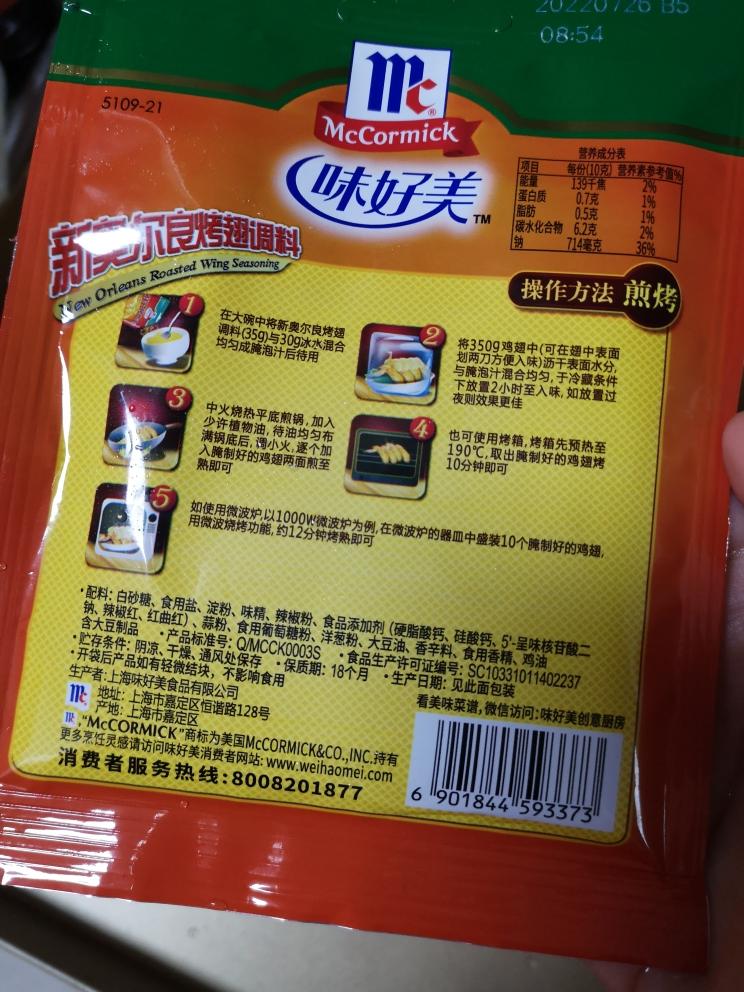 20220726 B5
08:54
5109-21
Mc
McCormick
味好美™
新奥尔良烤翅调料
New Orleans Roasted Wing Seasoning
营养成分表
项目 每份(10克) 营养素参考值%
能量 139千焦 2%
蛋白质 0.7克 1%
脂肪 0.5克 1%
碳水化合物 6.2克 2%
钠 714毫克 36%
操作方法 煎烤
1
在大碗中将新奥尔良烤翅
调料(35g)与30g冰水混合
均匀成腌泡汁后待用
2
将350g鸡翅中(可在翅中表面
划两刀方便入味)沥干表面水分,
与腌泡汁混合均匀,于冷藏条件
下放置2小时至入味,如放置过
夜则效果更佳
3
中火烧热平底煎锅,加入
少许植物油,待油均匀布
满锅底后,调小火,逐个加
入腌制好的鸡翅两面煎至
熟即可
4
也可使用烤箱,烤箱先预热至
190℃,取出腌制好的鸡翅烤
10分钟即可
5
如使用微波炉,以1000W微波炉为例,在微波炉的器皿中盛装10个腌制好的鸡翅,
用微波烧烤功能,约12分钟烤熟即可
·配料: 白砂糖、食用盐、淀粉、味精、辣椒粉、食品添加剂 (硬脂酸钙、硅酸钙、5'-呈味核苷酸二
钠、辣椒红、红曲红) 、蒜粉、食用葡萄糖粉、洋葱粉、大豆油、香辛料、食用香精、鸡油
含大豆制品 ·产品标准号: Q/MCCK0003S ·食品生产许可证编号: SC10331011402237
·贮存条件: 阴凉、干燥、通风处保存 ·保质期: 18个月 ·生产日期: 见此面包装
·开袋后产品如有轻微结块, 不影响食用
生产者:上海味好美食品有限公司
地址: 上海市嘉定区恒谐路128号
产地: 上海市嘉定区
看美味菜谱,微信访问:味好美创意厨房
,"McCORMICK"商标为美国McCORMICK&CO.,INC.持有
更多烹饪灵感请访问味好美消费者网站: www.weihaomei.com
消费者服务热线:8008201877
6 901844 593373